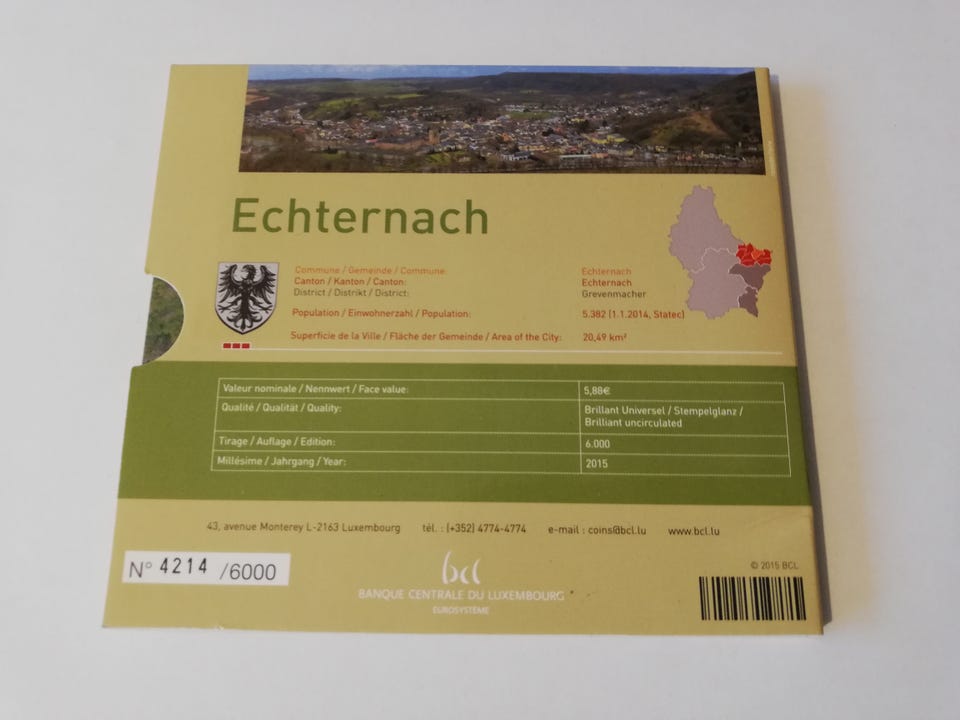 Echternach
Commune / Gemeinde / Commune: Echternach
Canton / Kanton / Canton: Echternach
District / Distrikt / District: Grevenmacher
Population / Einwohnerzahl / Population: 5.382 (1.1.2014, Statec)
Superficie de la Ville / Fläche der Gemeinde / Area of the City: 20,49 km²
Valeur nominale / Nennwert / Face value: 5,88€
Qualité / Qualität / Quality: Brillant Universel / Stempelglanz /
Brilliant uncirculated
Tirage / Auflage / Edition: 6.000
Millésime / Jahrgang / Year: 2015
43, avenue Monterey L-2163 Luxembourg tél. : (+352) 4774-4774 e-mail : coins@bcl.lu www.bcl.lu
N° 4214 /6000
bcl
BANQUE CENTRALE DU LUXEMBOURG
EUROSYSTÈME
© 2015 BCL